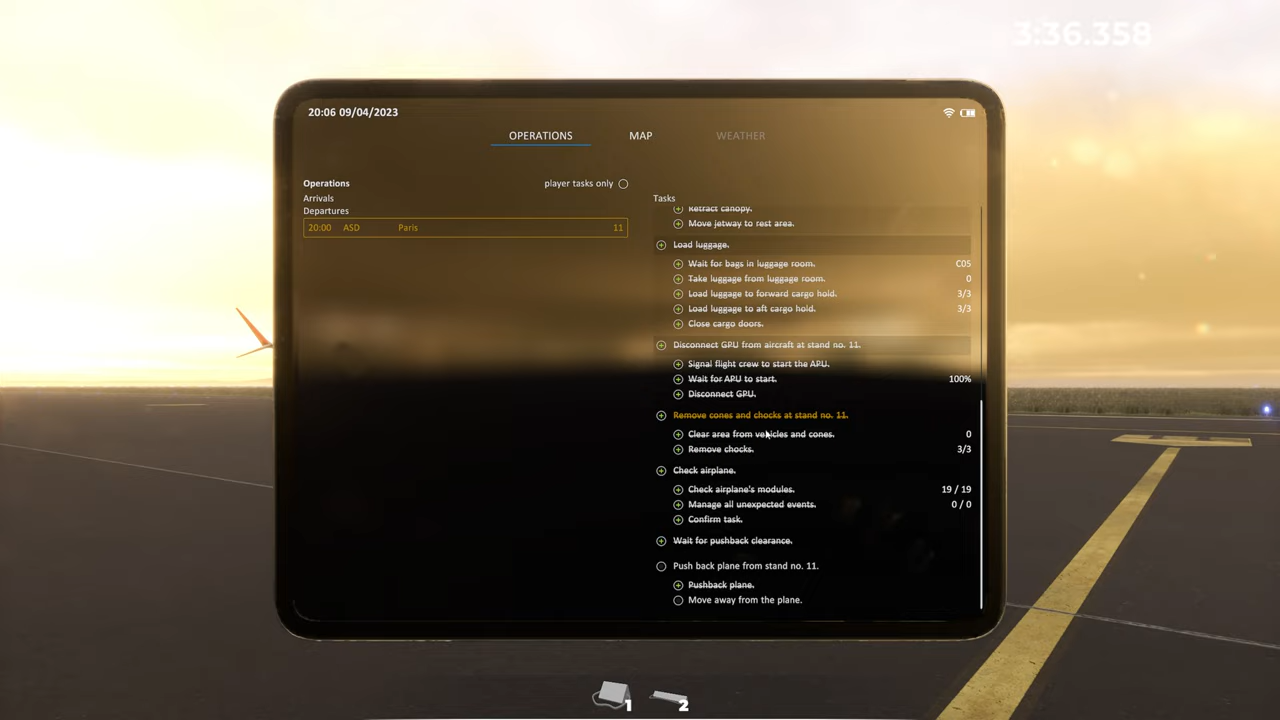 3:36.358
20:06 09/04/2023
OPERATIONS MAP WEATHER
Operations player tasks only
Arrivals
Departures
20:00 ASD Paris 11
Tasks
Retract canopy.
Move jetway to rest area.
Load luggage.
Wait for bags in luggage room. C05
Take luggage from luggage room. 0
Load luggage to forward cargo hold. 3/3
Load luggage to aft cargo hold. 3/3
Close cargo doors.
Disconnect GPU from aircraft at stand no. 11.
Signal flight crew to start the APU.
Wait for APU to start. 100%
Disconnect GPU.
Remove cones and chocks at stand no. 11.
Clear area from vehicles and cones. 0
Remove chocks. 3/3
Check airplane.
Check airplane's modules. 19 / 19
Manage all unexpected events. 0 / 0
Confirm task.
Wait for pushback clearance.
Push back plane from stand no. 11.
Pushback plane.
Move away from the plane.
1 2